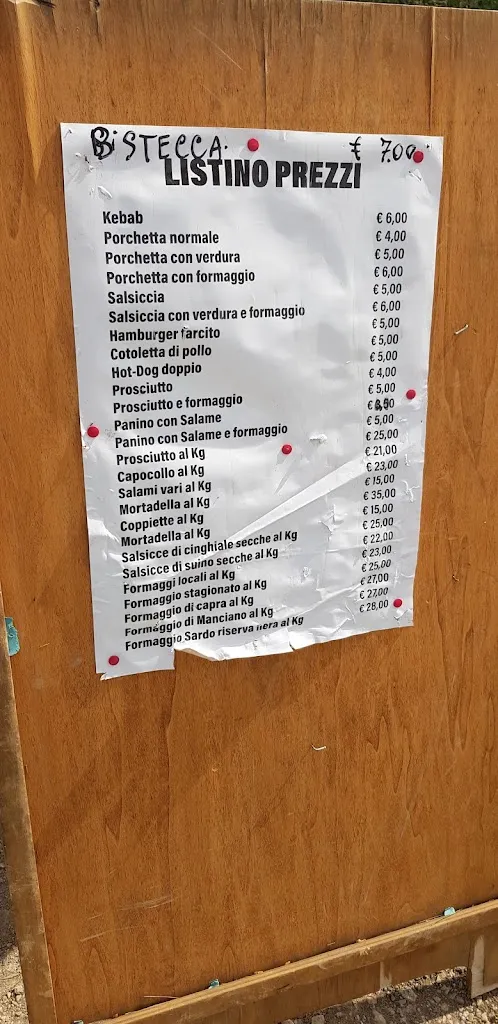 BISTECCA € 7.00
LISTINO PREZZI
Kebab € 6,00
Porchetta normale € 4,00
Porchetta con verdura € 5,00
Porchetta con formaggio € 6,00
Salsiccia € 5,00
Salsiccia con verdura e formaggio € 6,00
Hamburger farcito € 5,00
Cotoletta di pollo € 5,00
Hot-Dog doppio € 5,00
Prosciutto € 4,00
Prosciutto e formaggio € 5,00
Panino con Salame €
Panino con Salame e formaggio € 5,00
Prosciutto al Kg € 25,00
Capocollo al Kg € 21,00
Salami vari al Kg € 23,00
Mortadella al Kg € 15,00
Coppiette al Kg € 35,00
Mortadella al Kg € 15,00
Salsicce di cinghiale secche al Kg € 25,00
Salsicce di suino secche al Kg € 22,00
Formaggi locali al Kg € 23,00
Formaggio stagionato al Kg € 25,00
Formaggio di capra al Kg € 27,00
Formaggio di Manciano al Kg € 27,00
Formaggio Sardo riserva nera al Kg € 28,00